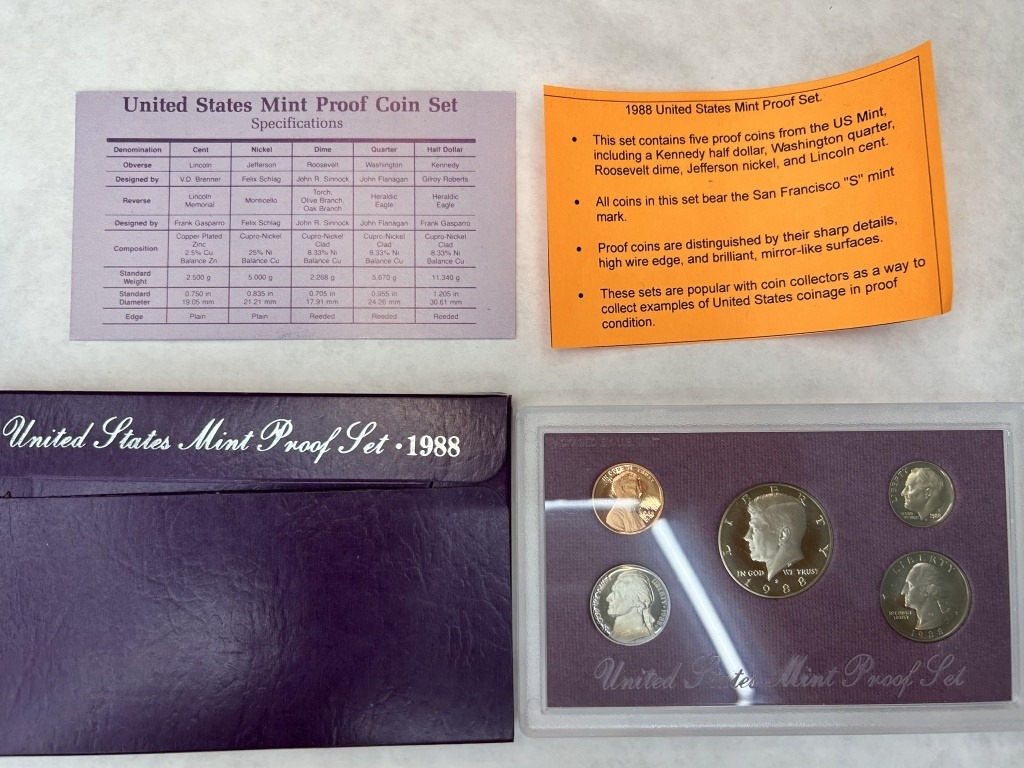 United States Mint Proof Coin Set
Specifications
Denomination Cent Nickel Dime Quarter Half Dollar
Obverse Lincoln Jefferson Roosevelt Washington Kennedy
Designed by V.D. Brenner Felix Schlag John R. Sinnock John Flanagan Gilroy Roberts
Reverse Lincoln Memorial Monticello Torch, Olive Branch, Oak Branch Heraldic Eagle Heraldic Eagle
Designed by Frank Gasparro Felix Schlag John R. Sinnock John Flanagan Frank Gasparro
Composition Copper Plated Zinc 2.5% Cu Balance Zn Cupro-Nickel 25% Ni Balance Cu Cupro-Nickel Clad 8.33% Ni Balance Cu Cupro-Nickel Clad 8.33% Ni Balance Cu Cupro-Nickel Clad 8.33% Ni Balance Cu
Standard Weight 2.500 g 5.000 g 2.268 g 5.670 g 11.340 g
Standard Diameter 0.750 in 19.05 mm 0.835 in 21.21 mm 0.705 in 17.91 mm 0.955 in 24.26 mm 1.205 in 30.61 mm
Edge Plain Plain Reeded Reeded Reeded
1988 United States Mint Proof Set.
• This set contains five proof coins from the US Mint,
including a Kennedy half dollar, Washington quarter,
Roosevelt dime, Jefferson nickel, and Lincoln cent.
• All coins in this set bear the San Francisco "S" mint
mark.
• Proof coins are distinguished by their sharp details,
high wire edge, and brilliant, mirror-like surfaces.
• These sets are popular with coin collectors as a way to
collect examples of United States coinage in proof
condition.
United States Mint Proof Set · 1988
IN GOD WE TRUST
LIBERTY
IN GOD WE TRUST
1988
LIBERTY
1988
LIBERTY
IN GOD WE TRUST
1988
United States Mint Proof Set